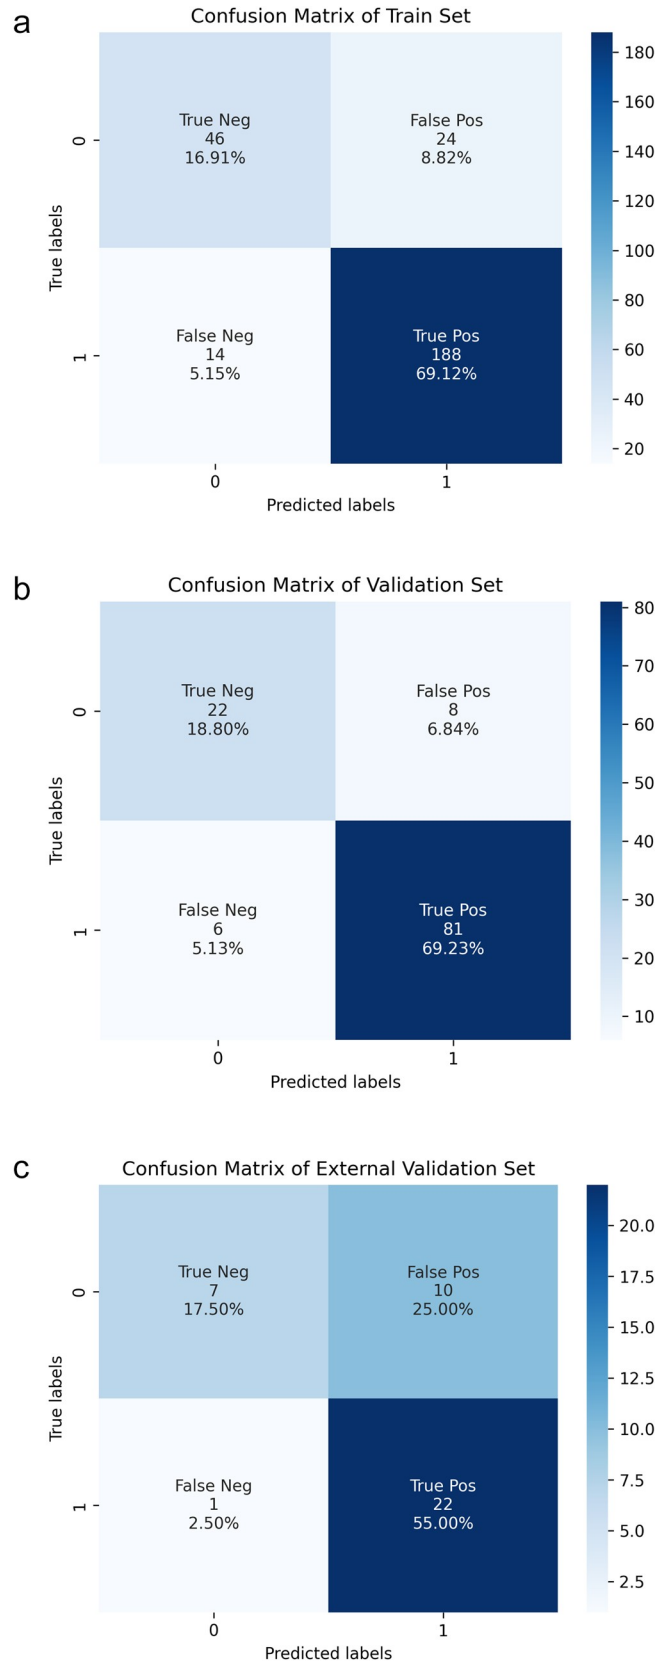 a
Confusion Matrix of Train Set
True Neg
46
16.91%
False Pos
24
8.82%
False Neg
14
5.15%
True Pos
188
69.12%
0
1
True labels
0
1
Predicted labels
180
160
140
120
100
80
60
40
20
b
Confusion Matrix of Validation Set
True Neg
22
18.80%
False Pos
8
6.84%
False Neg
6
5.13%
True Pos
81
69.23%
0
1
True labels
0
1
Predicted labels
80
70
60
50
40
30
20
10
c
Confusion Matrix of External Validation Set
True Neg
7
17.50%
False Pos
10
25.00%
False Neg
1
2.50%
True Pos
22
55.00%
0
1
True labels
0
1
Predicted labels
20.0
17.5
15.0
12.5
10.0
7.5
5.0
2.5